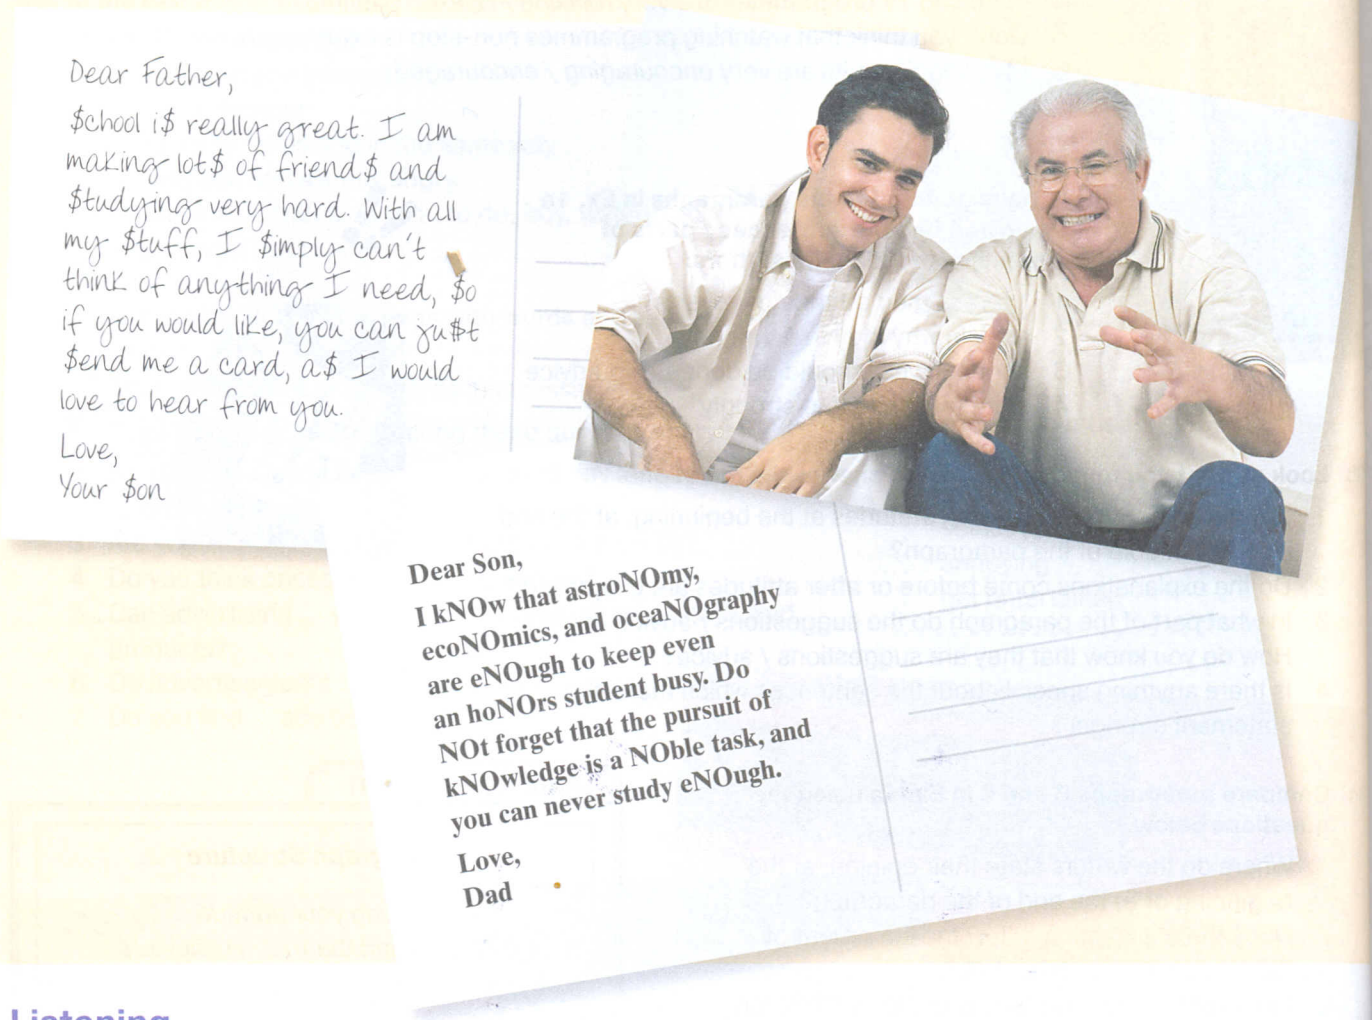 Dear Father,
$chool i$ really great. I am
making lot$ of friend$ and
$tudying very hard. With all
my $tuff, I $imply can't
think of anything I need, $o
if you would like, you can ju$t
$end me a card, a$ I would
love to hear from you.
Love,
Your $on
Dear Son,
I kNOw that astroNOmy,
ecoNOmics, and oceaNOgraphy
are eNOugh to keep even
an hoNOrs student busy. Do
NOt forget that the pursuit of
kNOwledge is a NOble task, and
you can never study eNOugh.
Love,
Dad
Listening